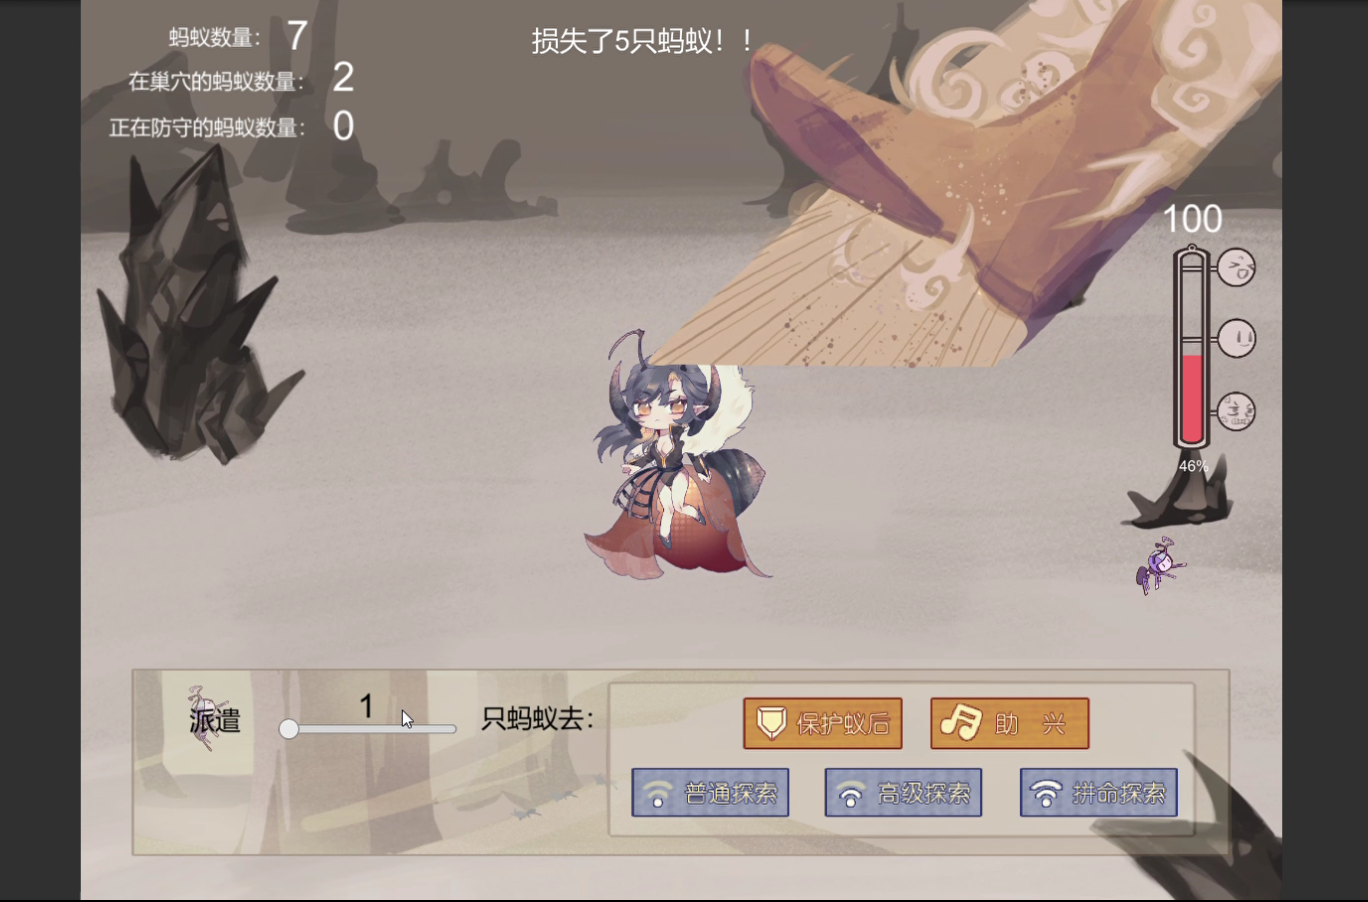 蚂蚁数量： 7
损失了5只蚂蚁！！
在巢穴的蚂蚁数量： 2
正在防守的蚂蚁数量： 0
100
46%
派遣 1 只蚂蚁去：
保护蚁后
助 兴
普通探索
高级探索
拼命探索